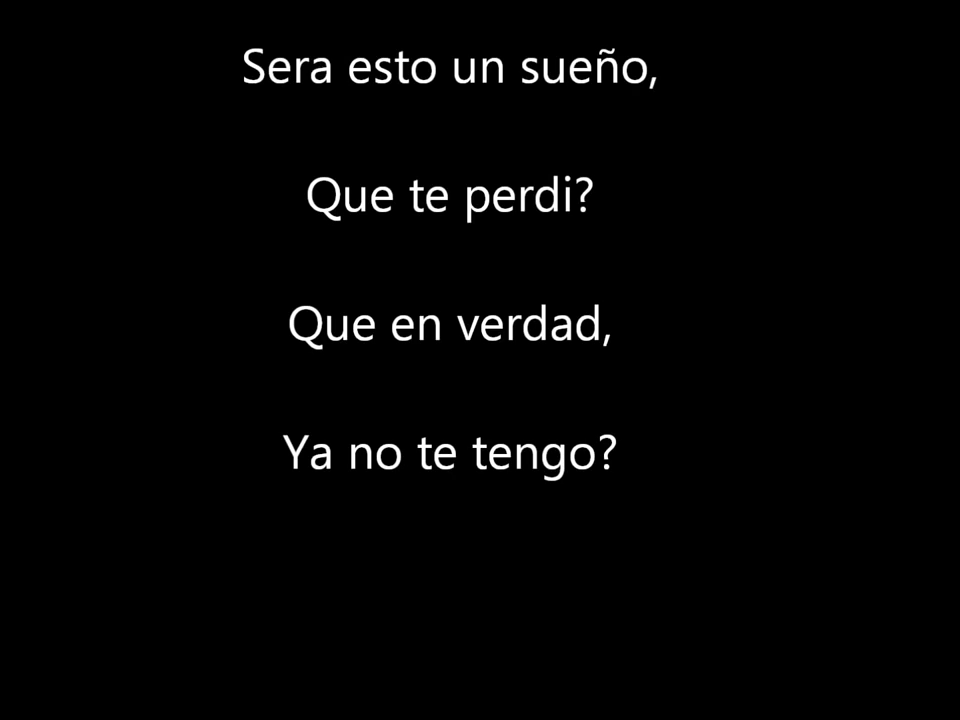 Sera esto un sueño,
Que te perdi?
Que en verdad,
Ya no te tengo?